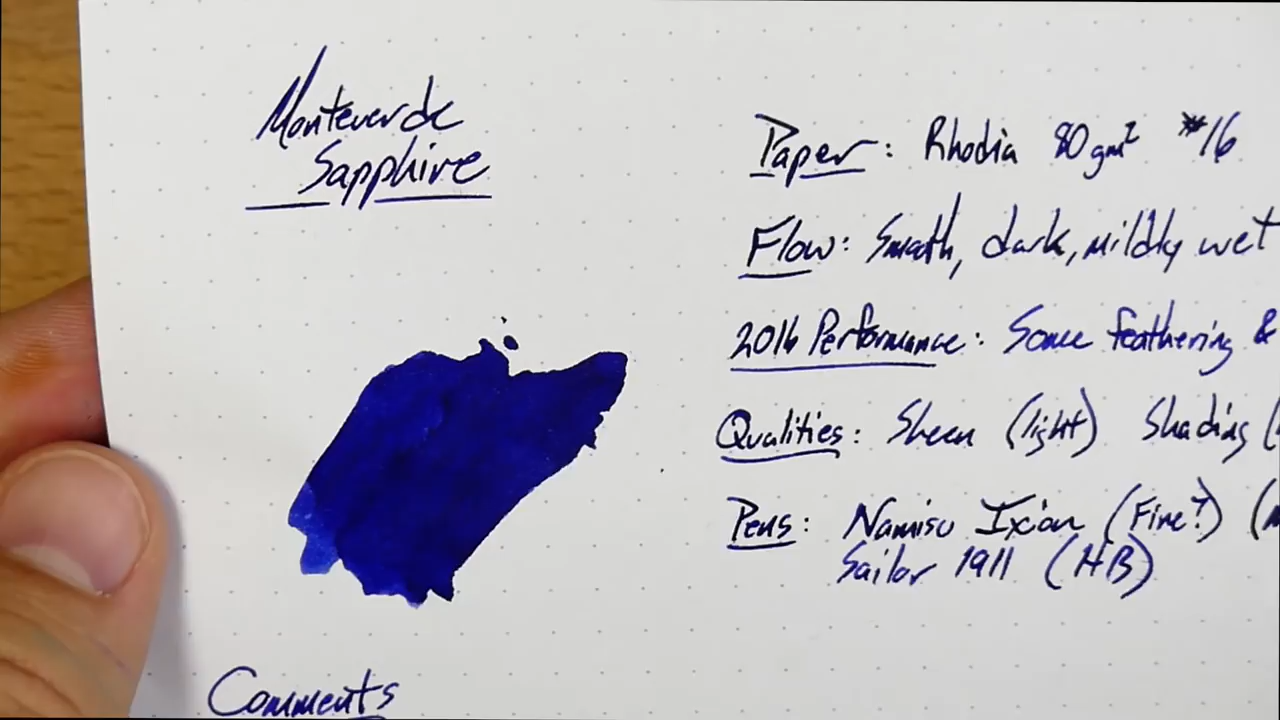 Monteverde
Sapphire
Paper: Rhodia 80gm² #16
Flow: Smooth, dark, mildly wet
2016 Performance: Some feathering &
Qualities: Sheen (light) Shading (
Pens: Namisu Ixion (Fine?) (
Sailor 1911 (HB)
Comments